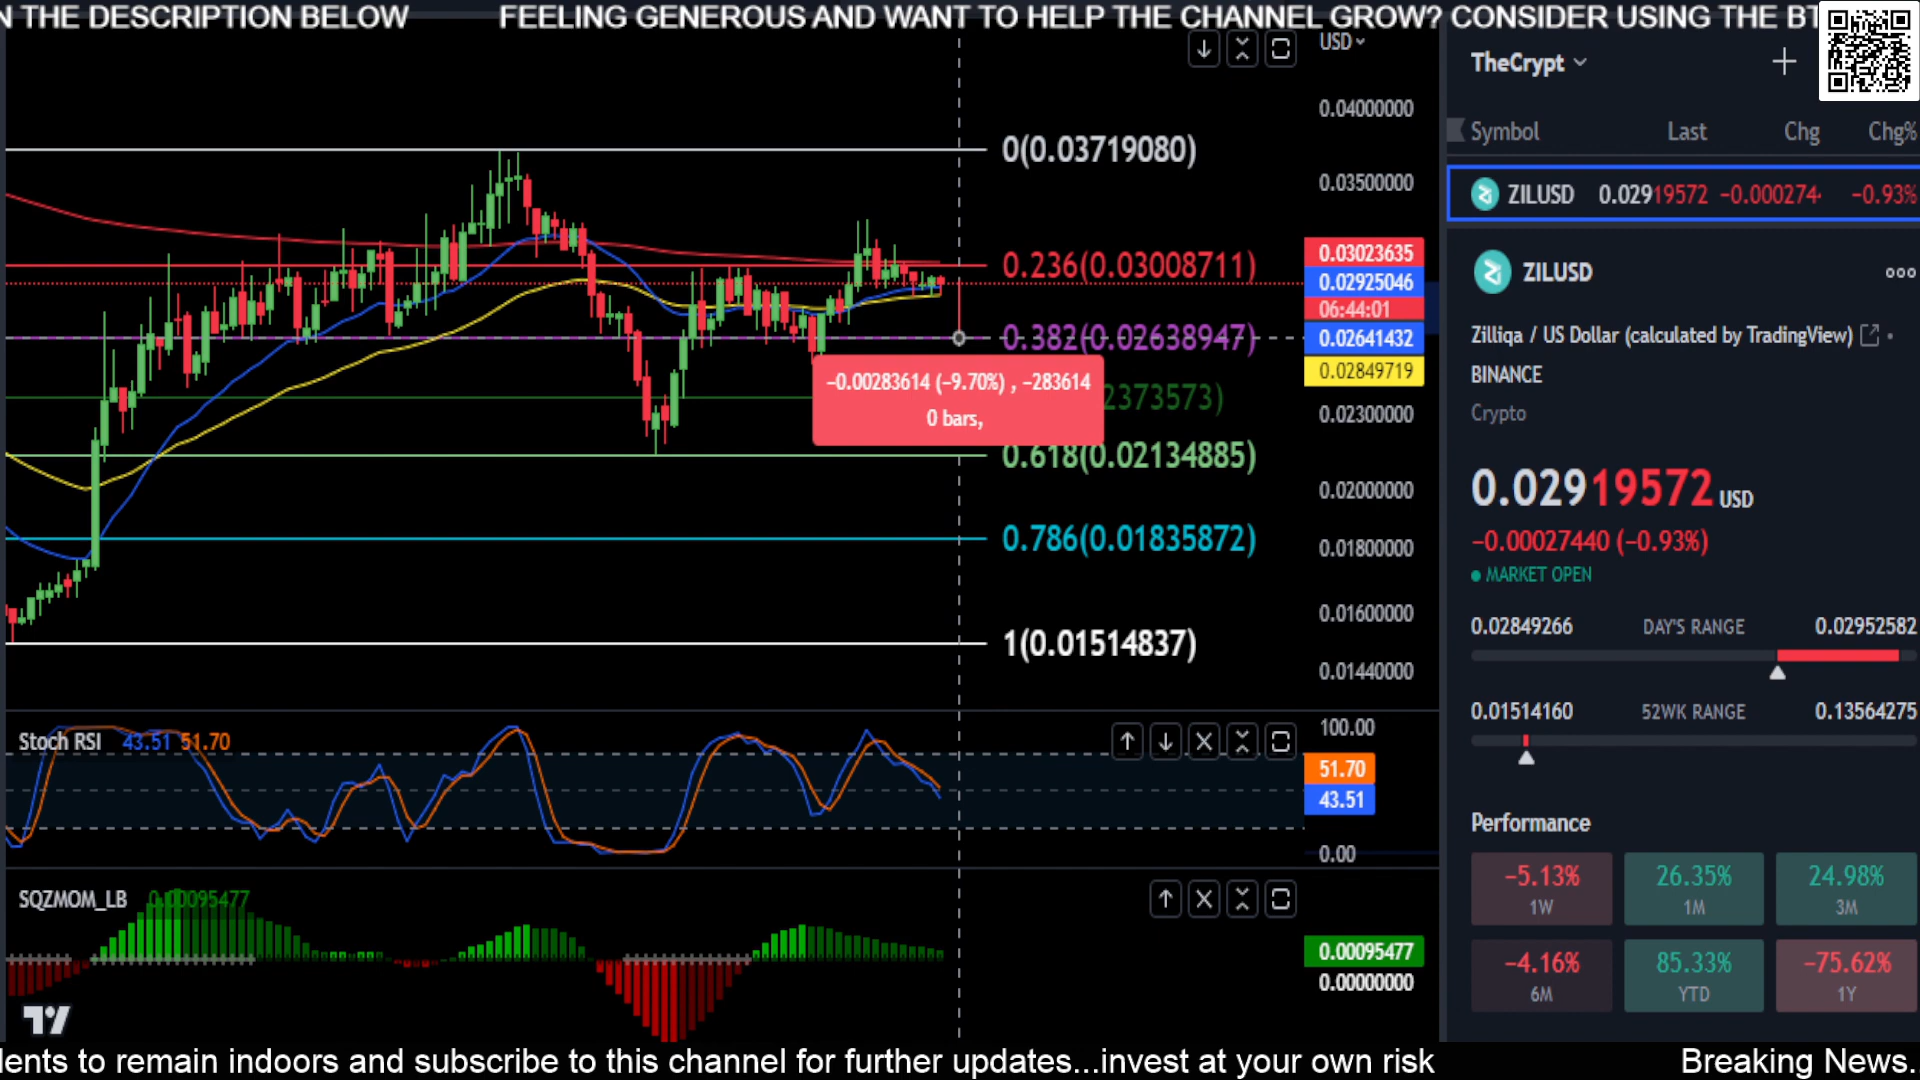 N THE DESCRIPTION BELOW FEELING GENEROUS AND WANT TO HELP THE CHANNEL GROW? CONSIDER USING THE BT
USD
0.04000000
0(0.03719080)
0.03500000
0.236(0.03008711)
0.03023635
0.02925046
06:44:01
0.382(0.02638947)
0.02641432
0.02849719
−0.00283614 (−9.70%) , −283614
0 bars,
2373573)
0.02300000
0.618(0.02134885)
0.02000000
0.786(0.01835872)
0.01800000
0.01600000
1(0.01514837)
0.01440000
Stoch RSI 43.51 51.70
100.00
51.70
43.51
0.00
SQZMOM_LB 0.00095477
0.00095477
0.00000000
TheCrypt
Symbol Last Chg Chg%
ZILUSD 0.02919572 −0.000274 −0.93%
ZILUSD
Zilliqa / US Dollar (calculated by TradingView)
BINANCE
Crypto
0.02919572 USD
−0.00027440 (−0.93%)
MARKET OPEN
0.02849266 DAY'S RANGE 0.02952582
0.01514160 52WK RANGE 0.13564275
Performance
−5.13% 26.35% 24.98%
1W 1M 3M
−4.16% 85.33% −75.62%
6M YTD 1Y
dents to remain indoors and subscribe to this channel for further updates...invest at your own risk Breaking News.